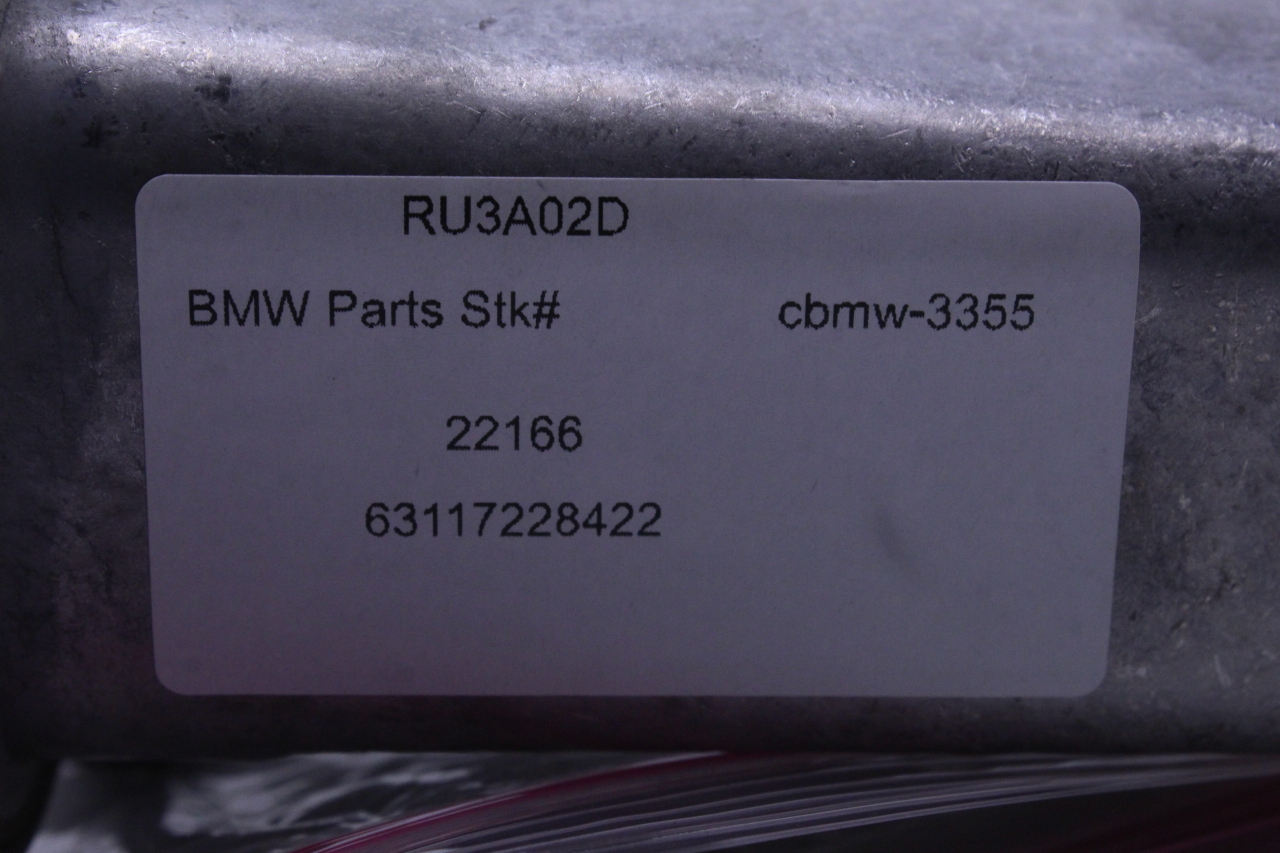 RU3A02D
BMW Parts Stk# cbmw-3355
22166
63117228422